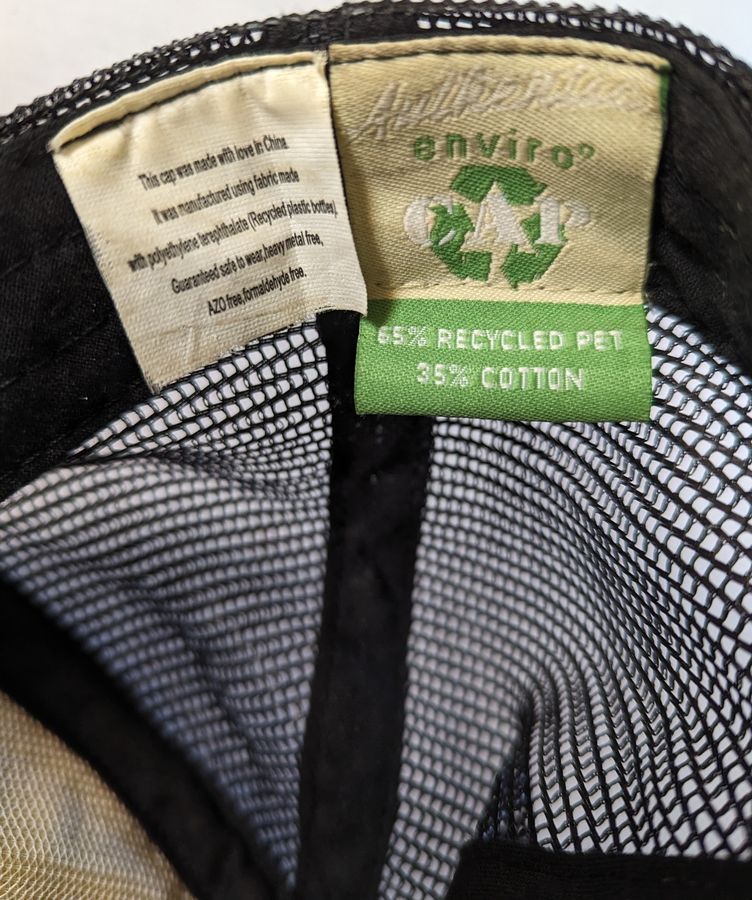 This cap was made with love in China
It was manufactured using fabric made
with polyethylene terephthalate (Recycled plastic bottles).
Guaranteed safe to wear,heavy metal free,
AZO free,formaldehyde free.
enviro
CAP
65% RECYCLED PET
35% COTTON